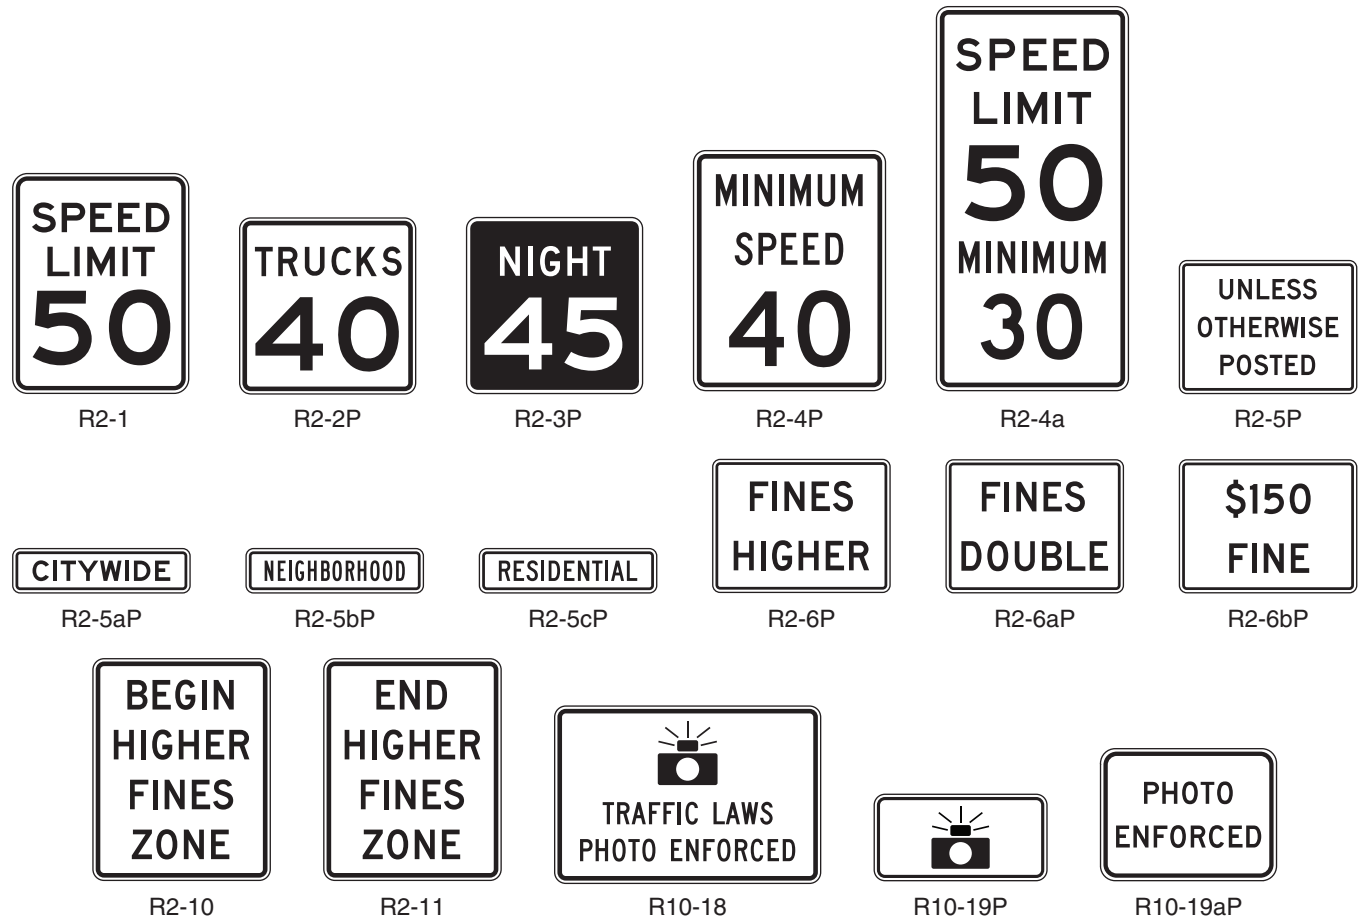 SPEED
LIMIT
50
R2-1
TRUCKS
40
R2-2P
NIGHT
45
R2-3P
MINIMUM
SPEED
40
R2-4P
SPEED
LIMIT
50
MINIMUM
30
R2-4a
UNLESS
OTHERWISE
POSTED
R2-5P
CITYWIDE
R2-5aP
NEIGHBORHOOD
R2-5bP
RESIDENTIAL
R2-5cP
FINES
HIGHER
R2-6P
FINES
DOUBLE
R2-6aP
$150
FINE
R2-6bP
BEGIN
HIGHER
FINES
ZONE
R2-10
END
HIGHER
FINES
ZONE
R2-11
TRAFFIC LAWS
PHOTO ENFORCED
R10-18
R10-19P
PHOTO
ENFORCED
R10-19aP